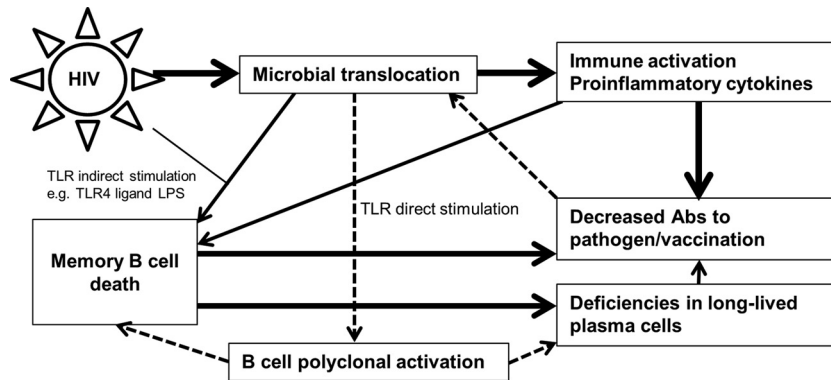 HIV
Microbial translocation
Immune activation
Proinflammatory cytokines
TLR indirect stimulation
e.g. TLR4 ligand LPS
TLR direct stimulation
Memory B cell
death
Decreased Abs to
pathogen/vaccination
Deficiencies in long-lived
plasma cells
B cell polyclonal activation